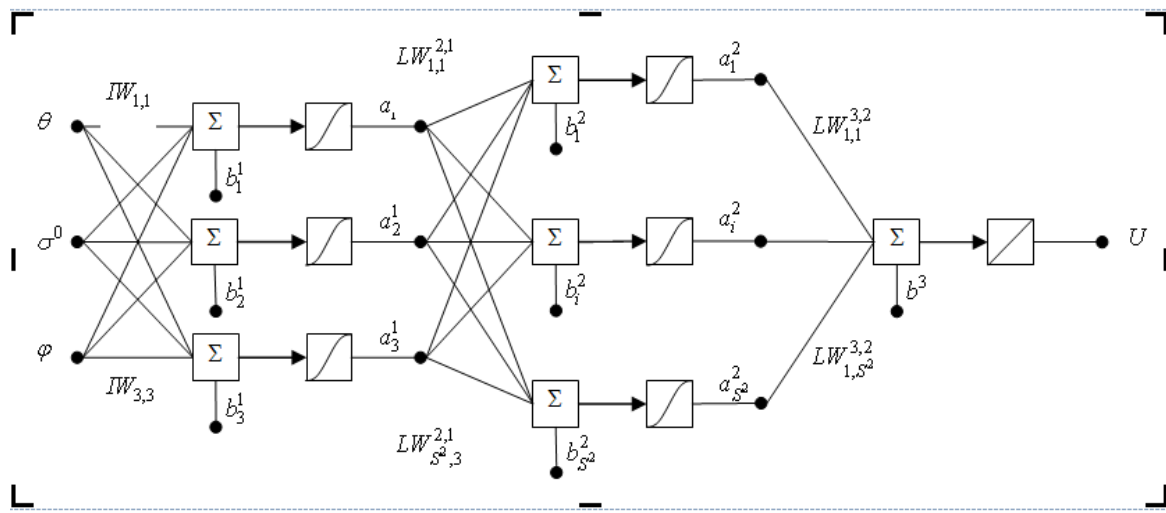 LW^{2,1}_{1,1}
a^2_1
IW_{1,1}
Σ
θ
Σ
a_1
b^2_1
LW^{3,2}_{1,1}
b^1_1
σ^0
Σ
a^1_2
Σ
a^2_i
Σ
U
b^1_2
b^2_i
b^3
φ
Σ
a^1_3
LW^{3,2}_{1,S^2}
IW_{3,3}
Σ
a^2_{S^2}
b^1_3
LW^{2,1}_{S^2,3}
b^2_{S^2}